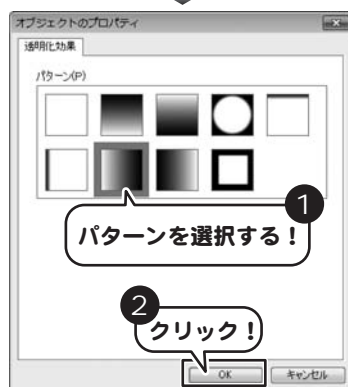 オブジェクトのプロパティ
透明化効果
パターン(P)
1
パターンを選択する！
2
クリック！
OK
キャンセル